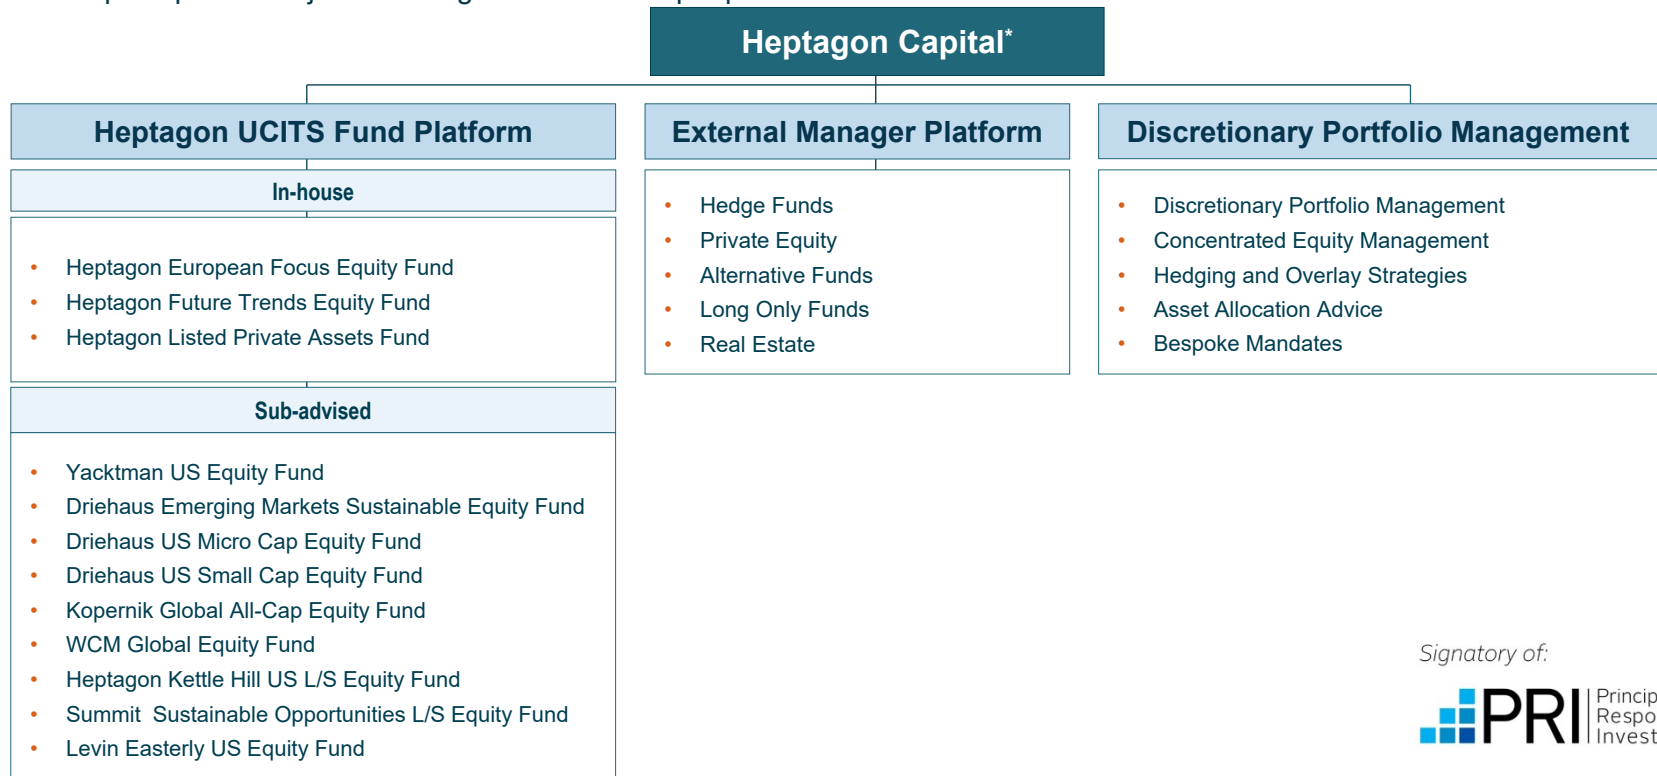 Heptagon Capital*
Heptagon UCITS Fund Platform
In-house
• Heptagon European Focus Equity Fund
• Heptagon Future Trends Equity Fund
• Heptagon Listed Private Assets Fund
Sub-advised
• Yacktman US Equity Fund
• Driehaus Emerging Markets Sustainable Equity Fund
• Driehaus US Micro Cap Equity Fund
• Driehaus US Small Cap Equity Fund
• Kopernik Global All-Cap Equity Fund
• WCM Global Equity Fund
• Heptagon Kettle Hill US L/S Equity Fund
• Summit Sustainable Opportunities L/S Equity Fund
• Levin Easterly US Equity Fund
External Manager Platform
• Hedge Funds
• Private Equity
• Alternative Funds
• Long Only Funds
• Real Estate
Discretionary Portfolio Management
• Discretionary Portfolio Management
• Concentrated Equity Management
• Hedging and Overlay Strategies
• Asset Allocation Advice
• Bespoke Mandates
Signatory of:
PRI
Princip
Respo
Invest